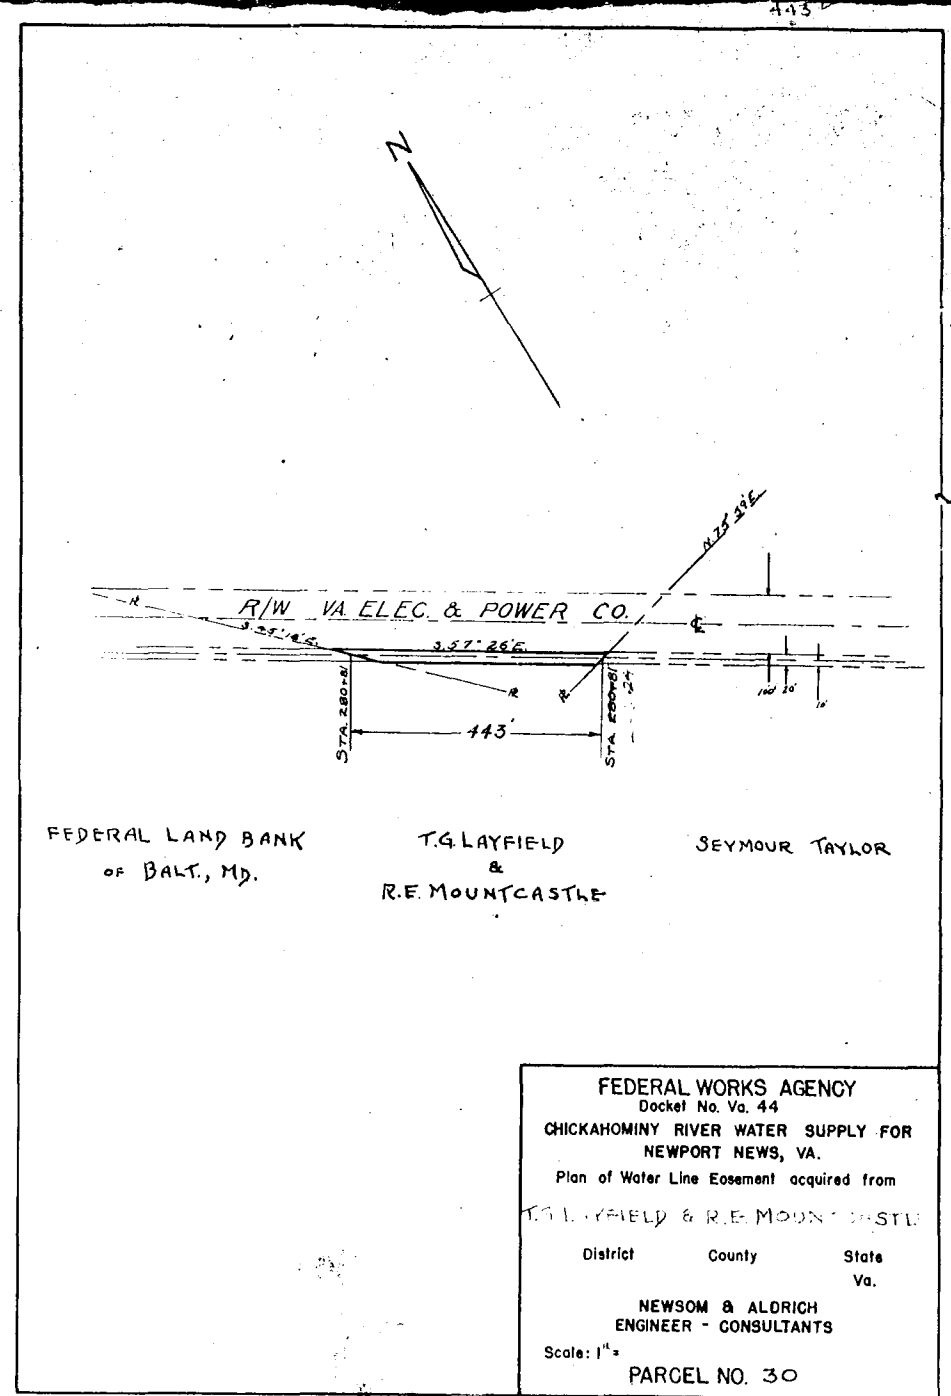 443
N
N. 75° 39' E.
R/W VA. ELEC. & POWER CO.
S. 57° 26' E.
100' 20' 10'
STA. 280+81
443'
STA. 280+81
24
FEDERAL LAND BANK
OF BALT., MD.
T.G. LAYFIELD
&
R.E. MOUNTCASTLE
SEYMOUR TAYLOR
FEDERAL WORKS AGENCY
Docket No. Va. 44
CHICKAHOMINY RIVER WATER SUPPLY FOR
NEWPORT NEWS, VA.
Plan of Water Line Easement acquired from
& R.E.
District County State
Va.
NEWSOM & ALDRICH
ENGINEER - CONSULTANTS
Scale: 1" =
PARCEL NO. 30